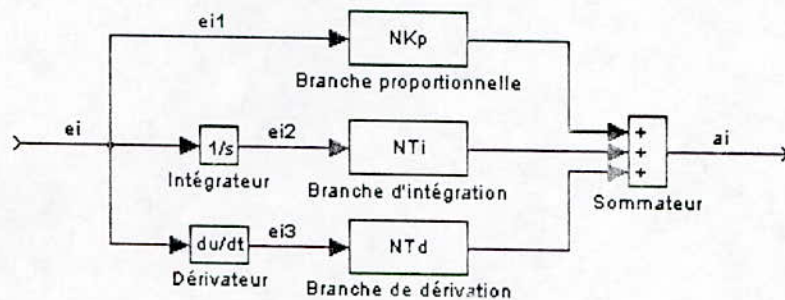 ei1
NKp
Branche proportionnelle
ei
1/s
ei2
NTi
+
+
+
ai
Intégrateur
Branche d'intégration
Sommateur
du/dt
ei3
NTd
Dérivateur
Branche de dérivation